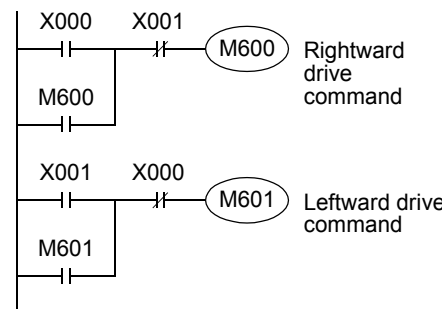 X000 X001
M600 Rightward
drive
command
M600
X001 X000
M601 Leftward drive
command
M601